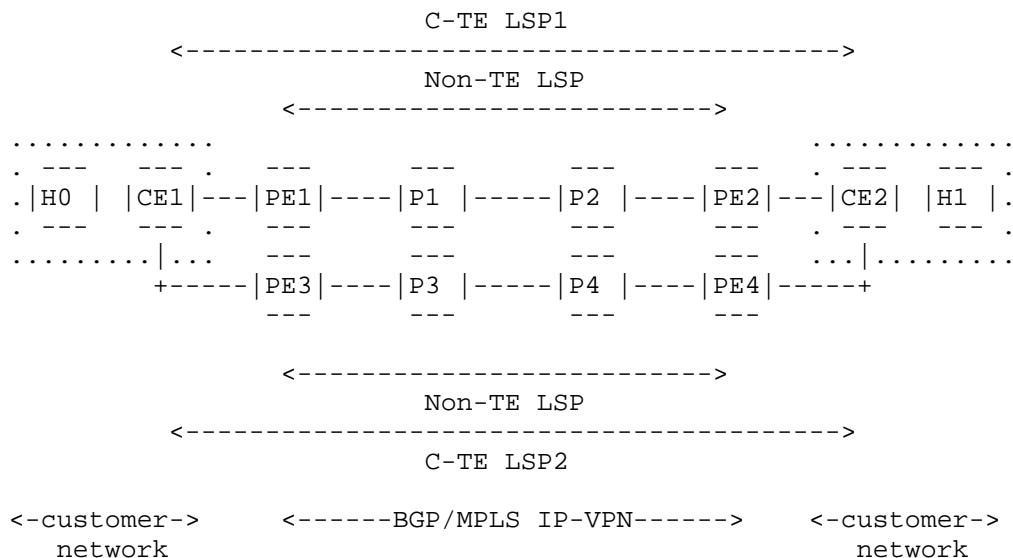 C-TE LSP1
<----------------------------------------->
Non-TE LSP
<-------------------------->
.............                                      .............
. ---   --- .   ---      ---       ---      ---   . ---   --- .
.|H0 | |CE1|---|PE1|----|P1 |-----|P2 |----|PE2|---|CE2| |H1 |.
. ---   --- .   ---      ---       ---      ---   . ---   --- .
.........|...   ---      ---       ---      ---   ...|.........
+-----|PE3|----|P3 |-----|P4 |----|PE4|-----+
---      ---       ---      ---
<-------------------------->
Non-TE LSP
<----------------------------------------->
C-TE LSP2
<-customer->     <------BGP/MPLS IP-VPN------>    <-customer->
network                                           network